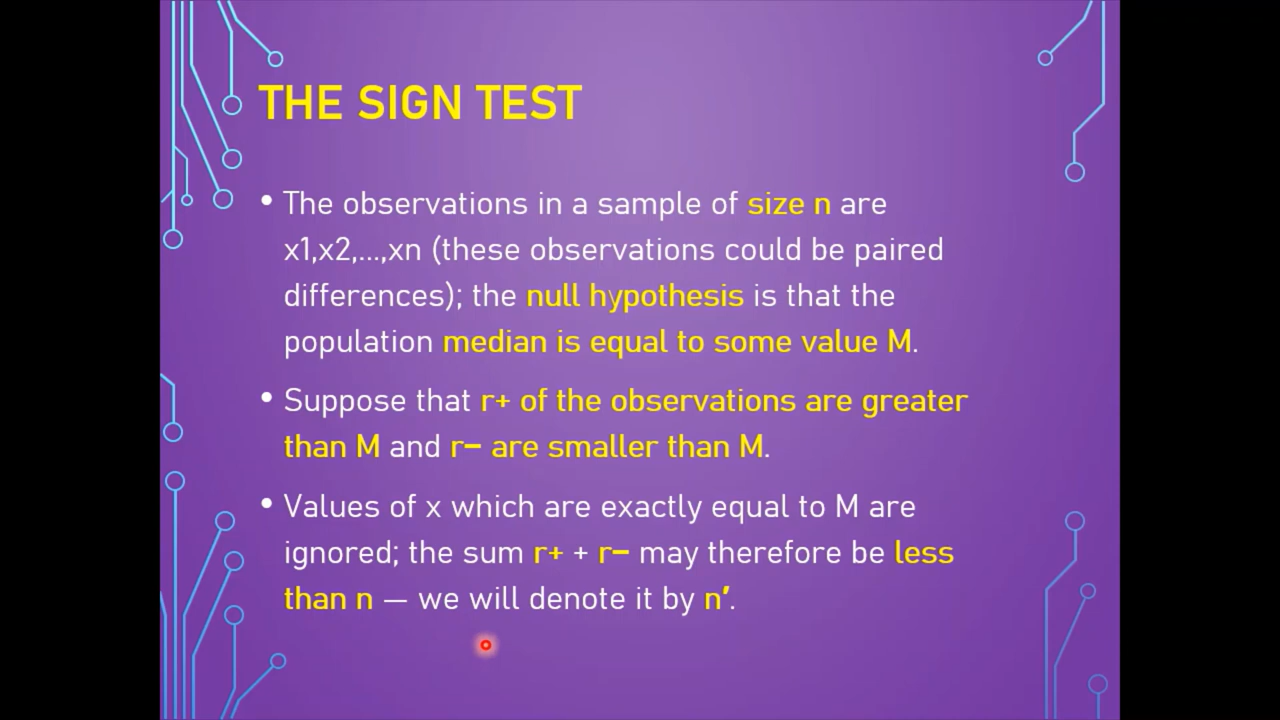 THE SIGN TEST
• The observations in a sample of size n are
x1,x2,...,xn (these observations could be paired
differences); the null hypothesis is that the
population median is equal to some value M.
• Suppose that r+ of the observations are greater
than M and r− are smaller than M.
• Values of x which are exactly equal to M are
ignored; the sum r+ + r− may therefore be less
than n — we will denote it by n’.